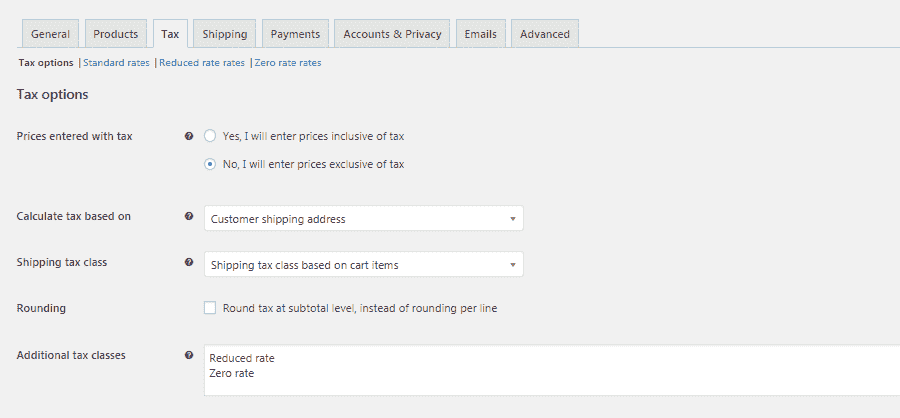 General Products Tax Shipping Payments Accounts & Privacy Emails Advanced
Tax options | Standard rates | Reduced rate rates | Zero rate rates
Tax options
Prices entered with tax ? Yes, I will enter prices inclusive of tax
No, I will enter prices exclusive of tax
Calculate tax based on ? Customer shipping address
Shipping tax class ? Shipping tax class based on cart items
Rounding Round tax at subtotal level, instead of rounding per line
Additional tax classes ? Reduced rate
Zero rate